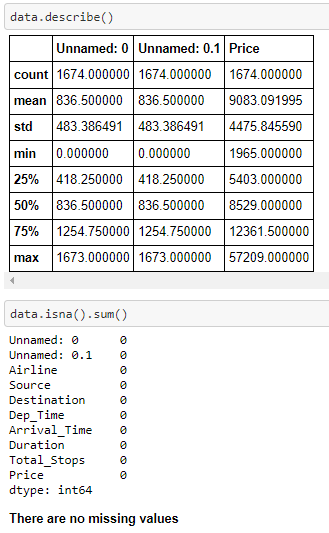 data.describe()
Unnamed: 0 Unnamed: 0.1 Price
count 1674.000000 1674.000000 1674.000000
mean 836.500000 836.500000 9083.091995
std 483.386491 483.386491 4475.845590
min 0.000000 0.000000 1965.000000
25% 418.250000 418.250000 5403.000000
50% 836.500000 836.500000 8529.000000
75% 1254.750000 1254.750000 12361.500000
max 1673.000000 1673.000000 57209.000000
data.isna().sum()
Unnamed: 0 0
Unnamed: 0.1 0
Airline 0
Source 0
Destination 0
Dep_Time 0
Arrival_Time 0
Duration 0
Total_Stops 0
Price 0
dtype: int64
There are no missing values